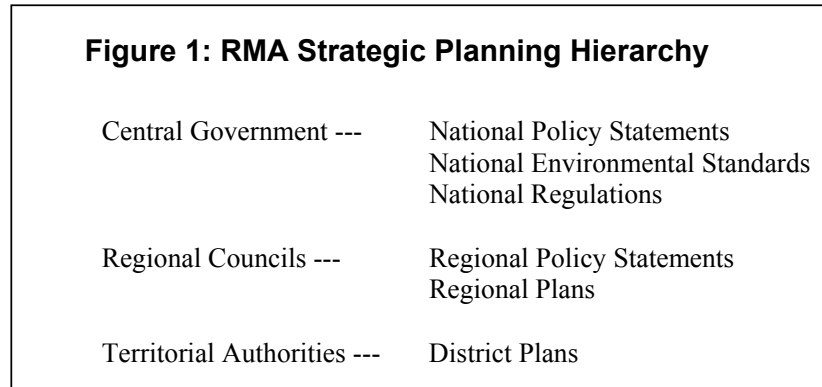 Figure 1: RMA Strategic Planning Hierarchy
Central Government --- National Policy Statements
National Environmental Standards
National Regulations
Regional Councils --- Regional Policy Statements
Regional Plans
Territorial Authorities --- District Plans